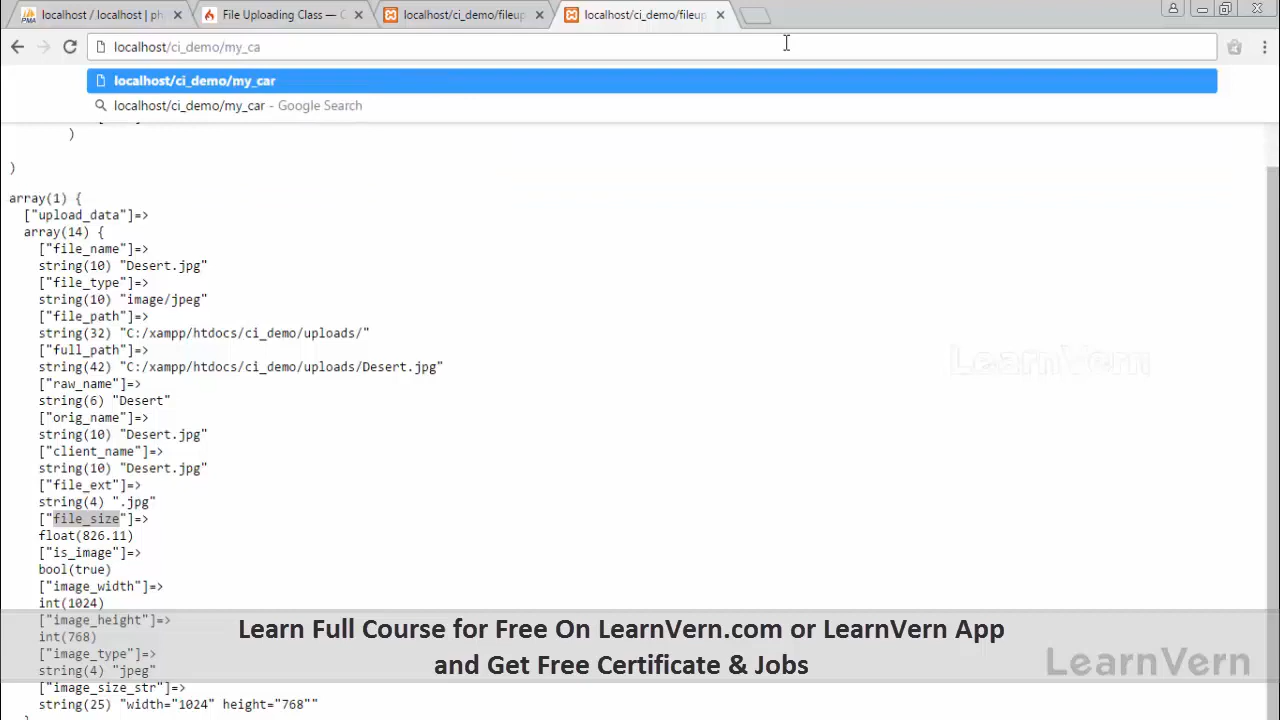 localhost / localhost | ph
File Uploading Class —
localhost/ci_demo/fileup
localhost/ci_demo/fileup
localhost/ci_demo/my_ca
localhost/ci_demo/my_car
localhost/ci_demo/my_car - Google Search
)
)
array(1) {
["upload_data"]=>
array(14) {
["file_name"]=>
string(10) "Desert.jpg"
["file_type"]=>
string(10) "image/jpeg"
["file_path"]=>
string(32) "C:/xampp/htdocs/ci_demo/uploads/"
["full_path"]=>
string(42) "C:/xampp/htdocs/ci_demo/uploads/Desert.jpg"
["raw_name"]=>
string(6) "Desert"
["orig_name"]=>
string(10) "Desert.jpg"
["client_name"]=>
string(10) "Desert.jpg"
["file_ext"]=>
string(4) ".jpg"
["file_size"]=>
float(826.11)
["is_image"]=>
bool(true)
["image_width"]=>
int(1024)
["image_height"]=>
int(768)
["image_type"]=>
string(4) "jpeg"
["image_size_str"]=>
string(25) "width="1024" height="768""
LearnVern
Learn Full Course for Free On LearnVern.com or LearnVern App
and Get Free Certificate & Jobs
LearnVern